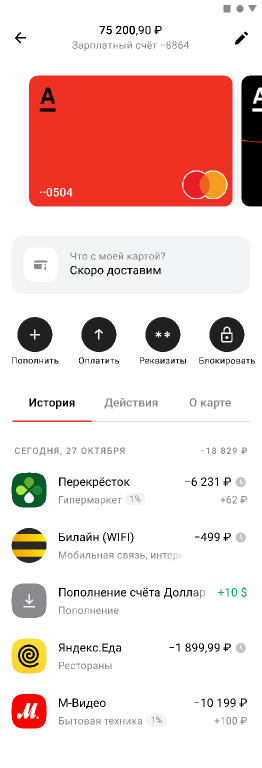 75 200,90 ₽
Зарплатный счёт ··8864
A
··0504
Что с моей картой?
Скоро доставим
Пополнить
Оплатить
Реквизиты
Блокировать
История
Действия
О карте
СЕГОДНЯ, 27 ОКТЯБРЯ
−18 829 ₽
Перекрёсток
−6 231 ₽
Гипермаркет 1%
+62 ₽
Билайн (WIFI)
−499 ₽
Мобильная связь, интер
Пополнение счёта Доллар
+10 $
Пополнение
Яндекс.Еда
−1 899,99 ₽
Рестораны
М.
М-Видео
−10 199 ₽
Бытовая техника 1%
+100 ₽